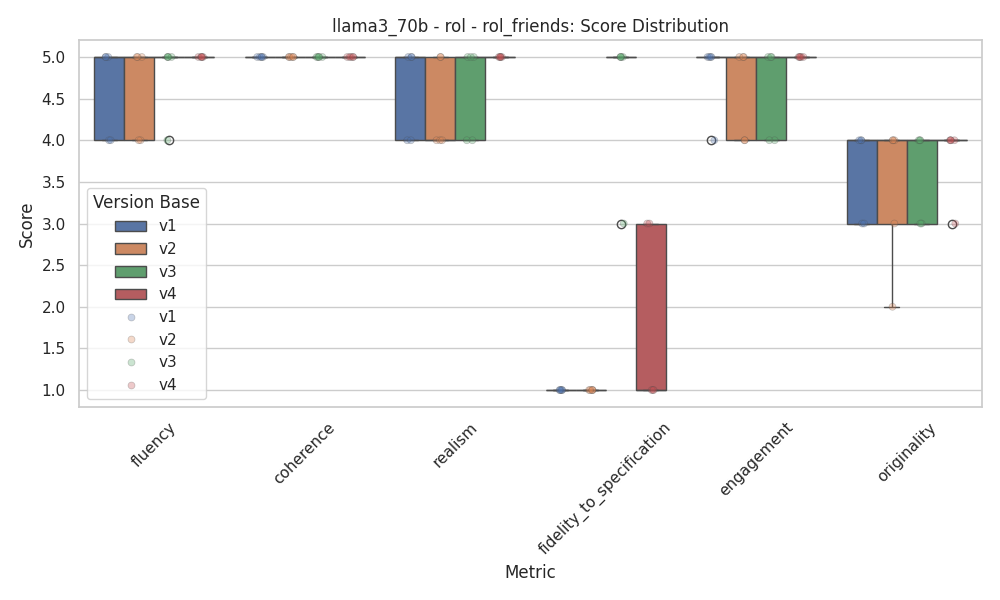 llama3_70b - rol - rol_friends: Score Distribution
Score
5.0
4.5
4.0
3.5
3.0
2.5
2.0
1.5
1.0
Version Base
v1
v2
v3
v4
v1
v2
v3
v4
fluency
coherence
realism
fidelity_to_specification
engagement
originality
Metric